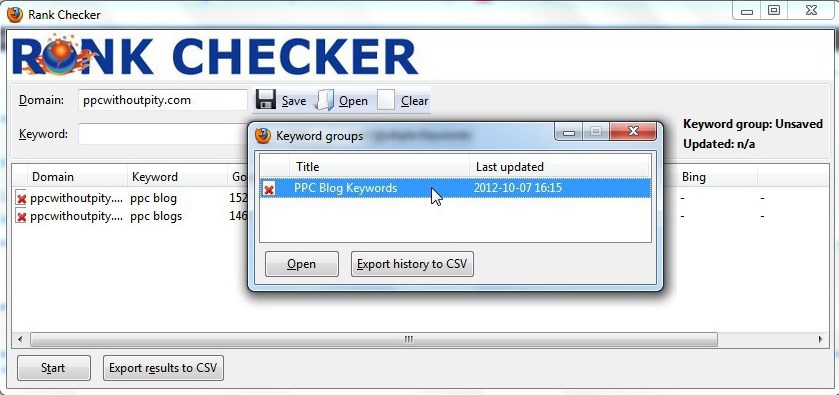 Rank Checker
RANK CHECKER
Domain: ppcwithoutpity.com Save Open Clear
Keyword:
Keyword group: Unsaved
Updated: n/a
Domain Keyword Go Bing
ppcwithoutpity.... ppc blog 152 - -
ppcwithoutpity.... ppc blogs 146 - -
Keyword groups
Title Last updated
PPC Blog Keywords 2012-10-07 16:15
Open Export history to CSV
Start Export results to CSV